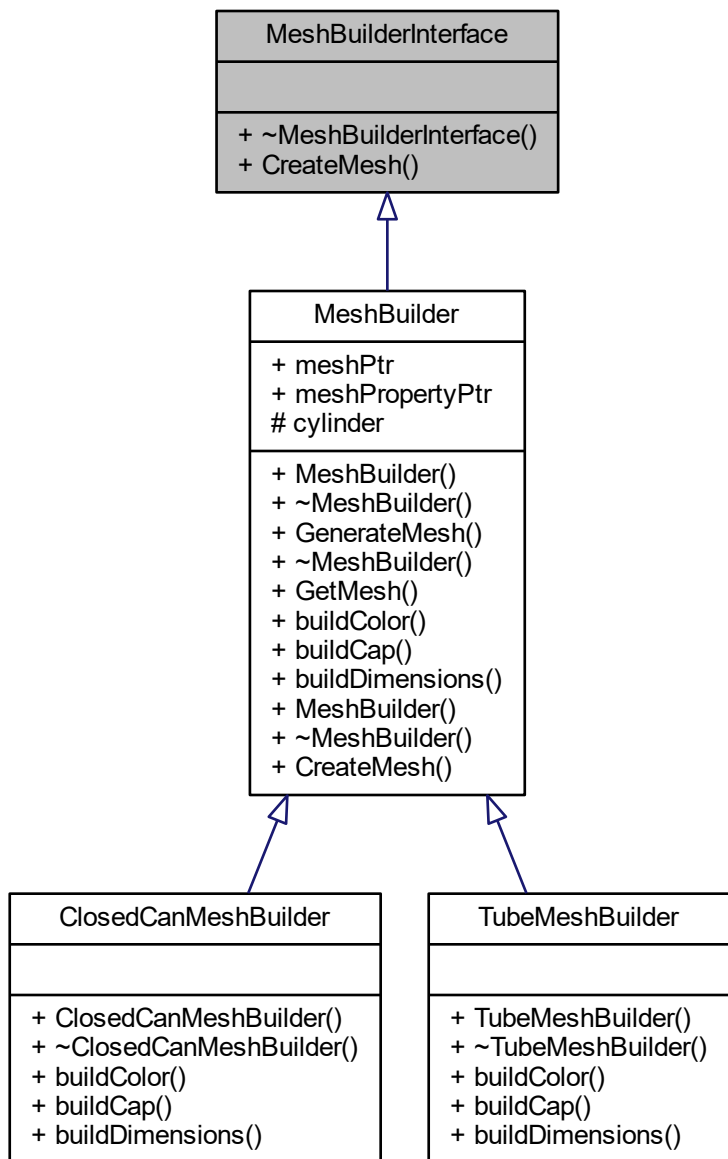 MeshBuilderInterface
+ ~MeshBuilderInterface()
+ CreateMesh()
MeshBuilder
+ meshPtr
+ meshPropertyPtr
# cylinder
+ MeshBuilder()
+ ~MeshBuilder()
+ GenerateMesh()
+ ~MeshBuilder()
+ GetMesh()
+ buildColor()
+ buildCap()
+ buildDimensions()
+ MeshBuilder()
+ ~MeshBuilder()
+ CreateMesh()
ClosedCanMeshBuilder
+ ClosedCanMeshBuilder()
+ ~ClosedCanMeshBuilder()
+ buildColor()
+ buildCap()
+ buildDimensions()
TubeMeshBuilder
+ TubeMeshBuilder()
+ ~TubeMeshBuilder()
+ buildColor()
+ buildCap()
+ buildDimensions()